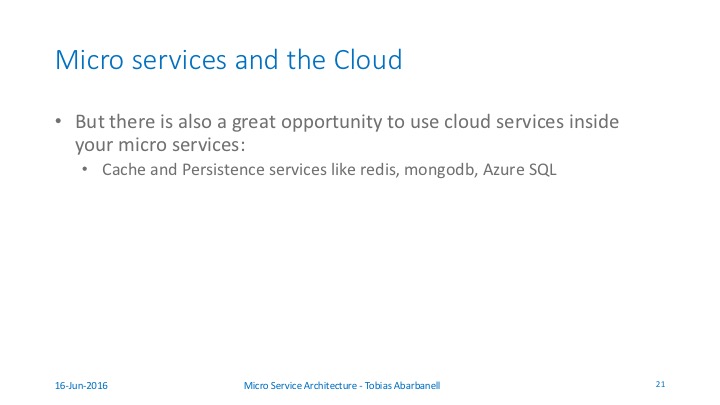 Micro services and the Cloud
• But there is also a great opportunity to use cloud services inside
your micro services:
• Cache and Persistence services like redis, mongodb, Azure SQL
16-Jun-2016
Micro Service Architecture - Tobias Abarbanell
21